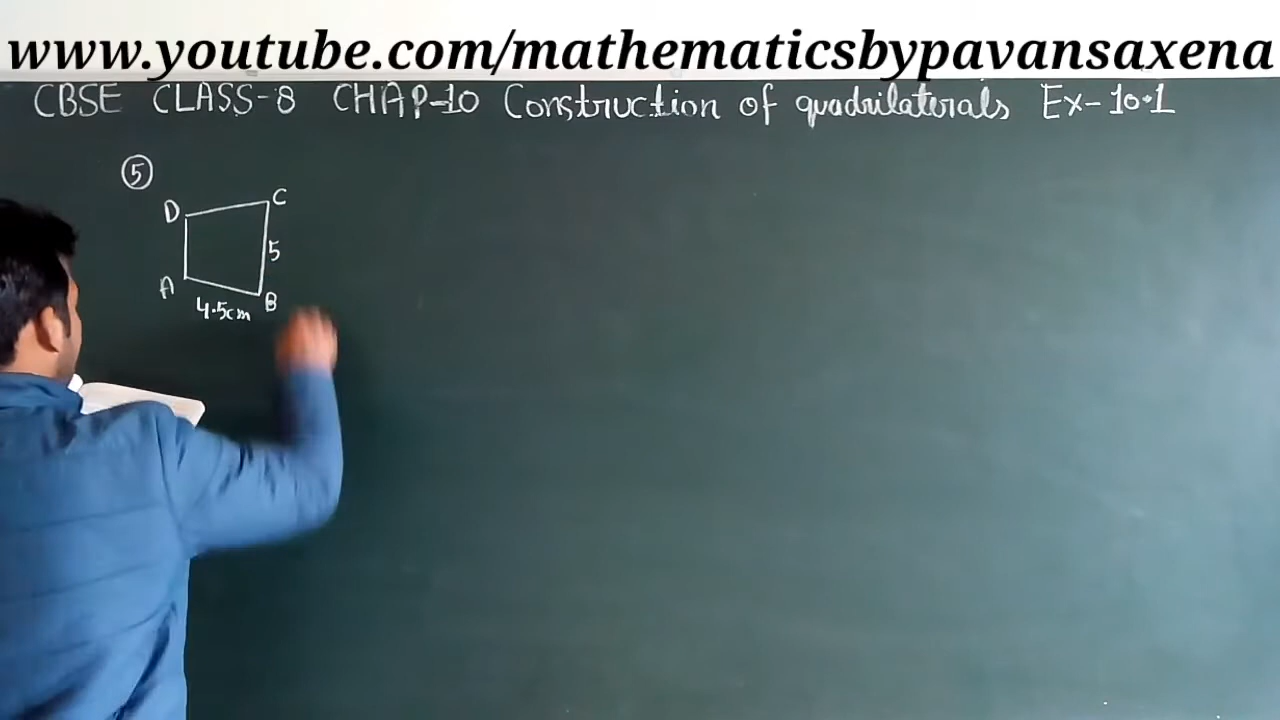 www.youtube.com/mathematicsbypavansaxena
CBSE CLASS-8 CHAP-10 Construction of quadrilaterals Ex-10.1
5
D C
5
A B
4.5cm